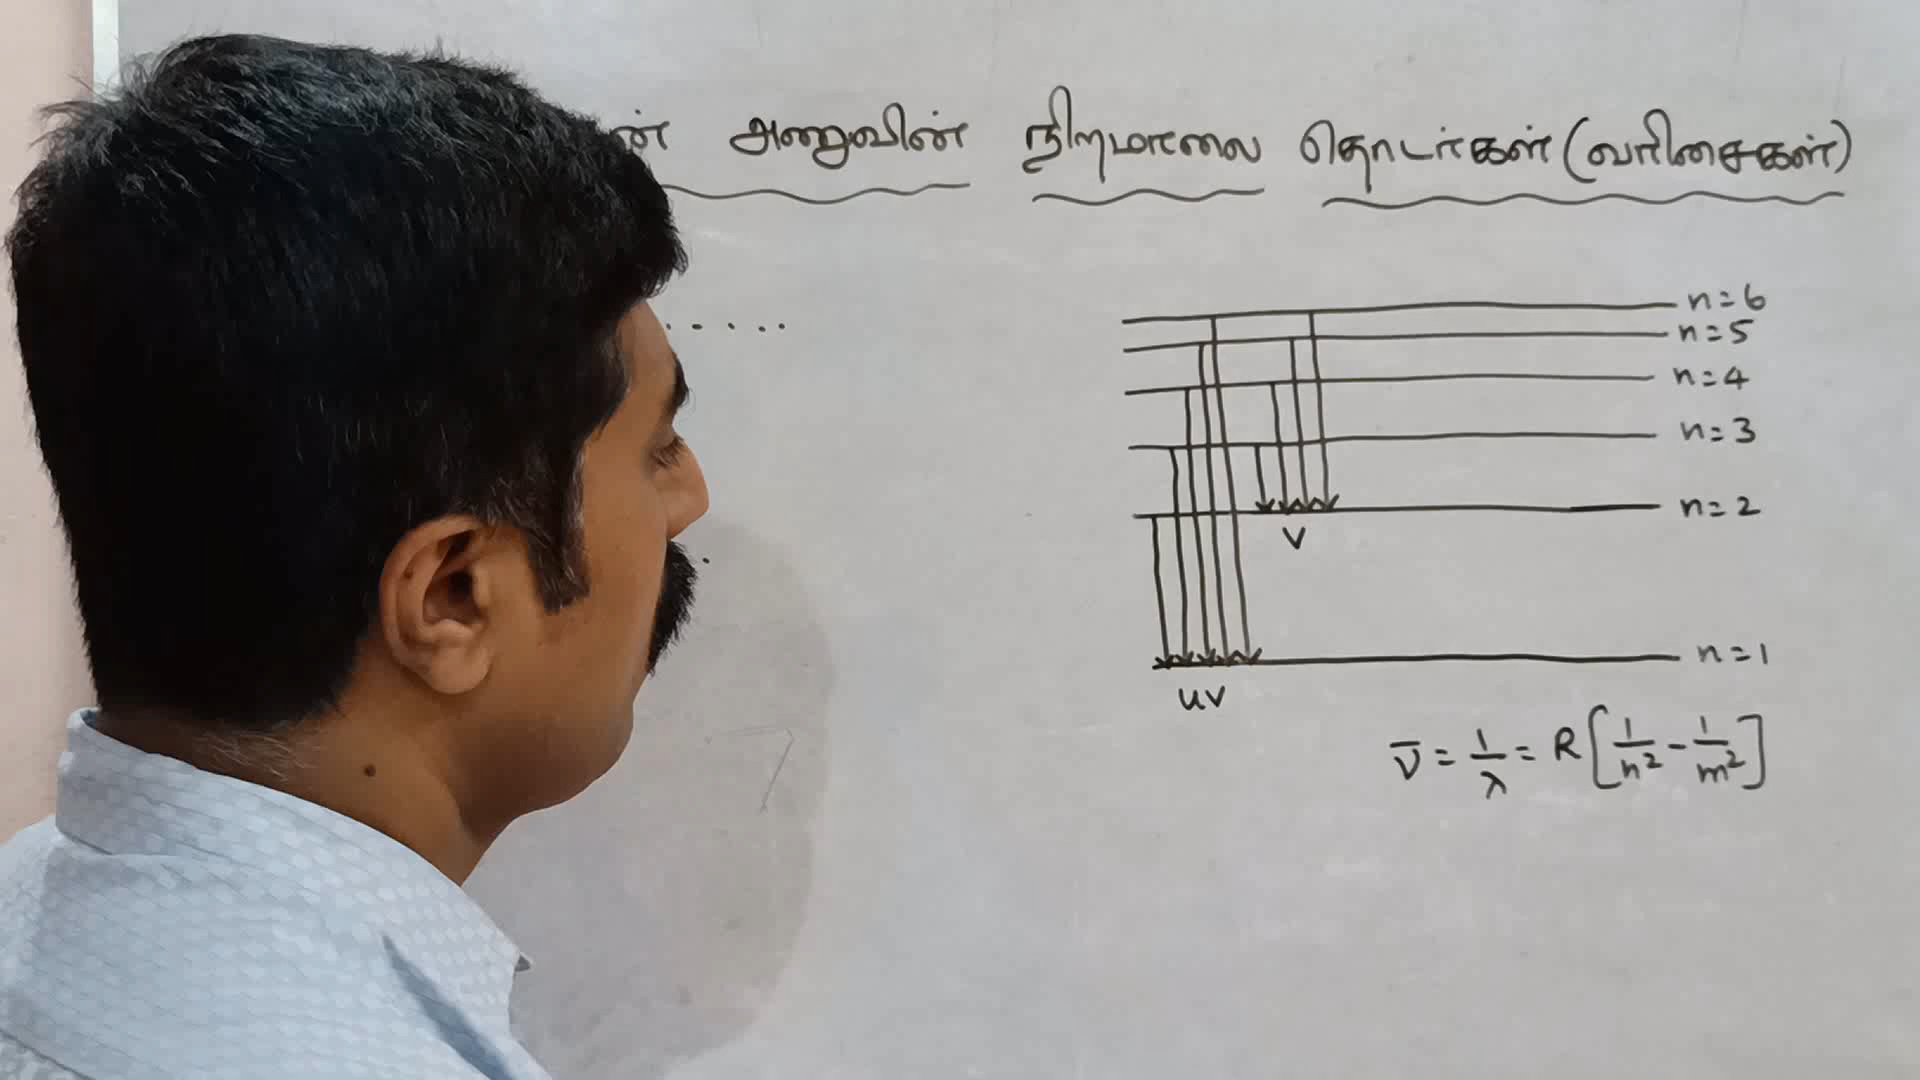 அணுவின் நிறமாலை தொடர்கள் (வரிசைகள்)
n=6
n=5
n=4
n=3
n=2
V
n=1
UV
ν̅ = 1/λ = R[1/n² - 1/m²]